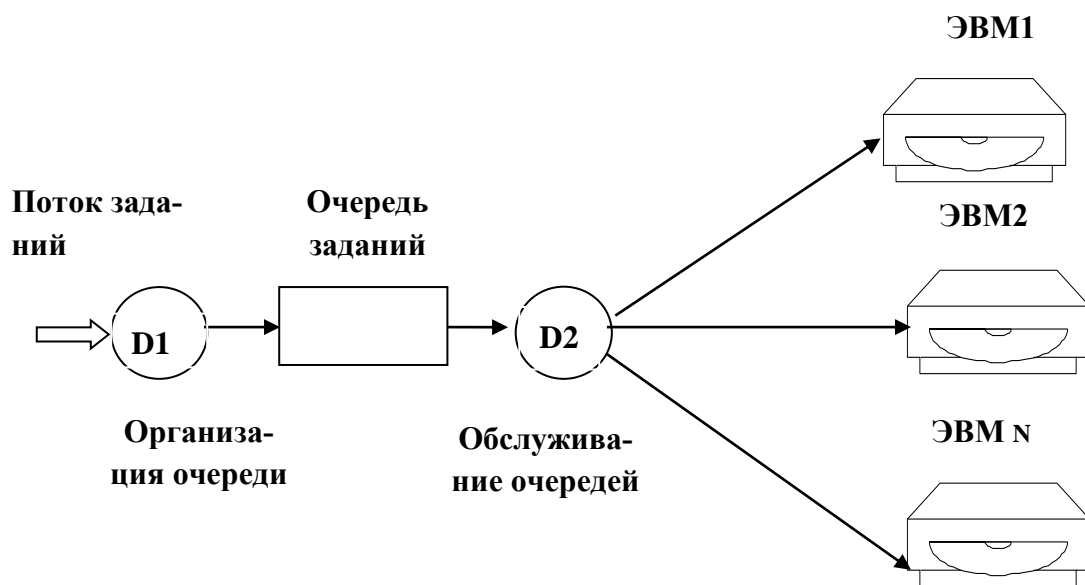 ЭВМ1
Поток зада-
ний
Очередь
заданий
ЭВМ2
D1
D2
Организа-
ция очереди
Обслужива-
ние очередей
ЭВМ N